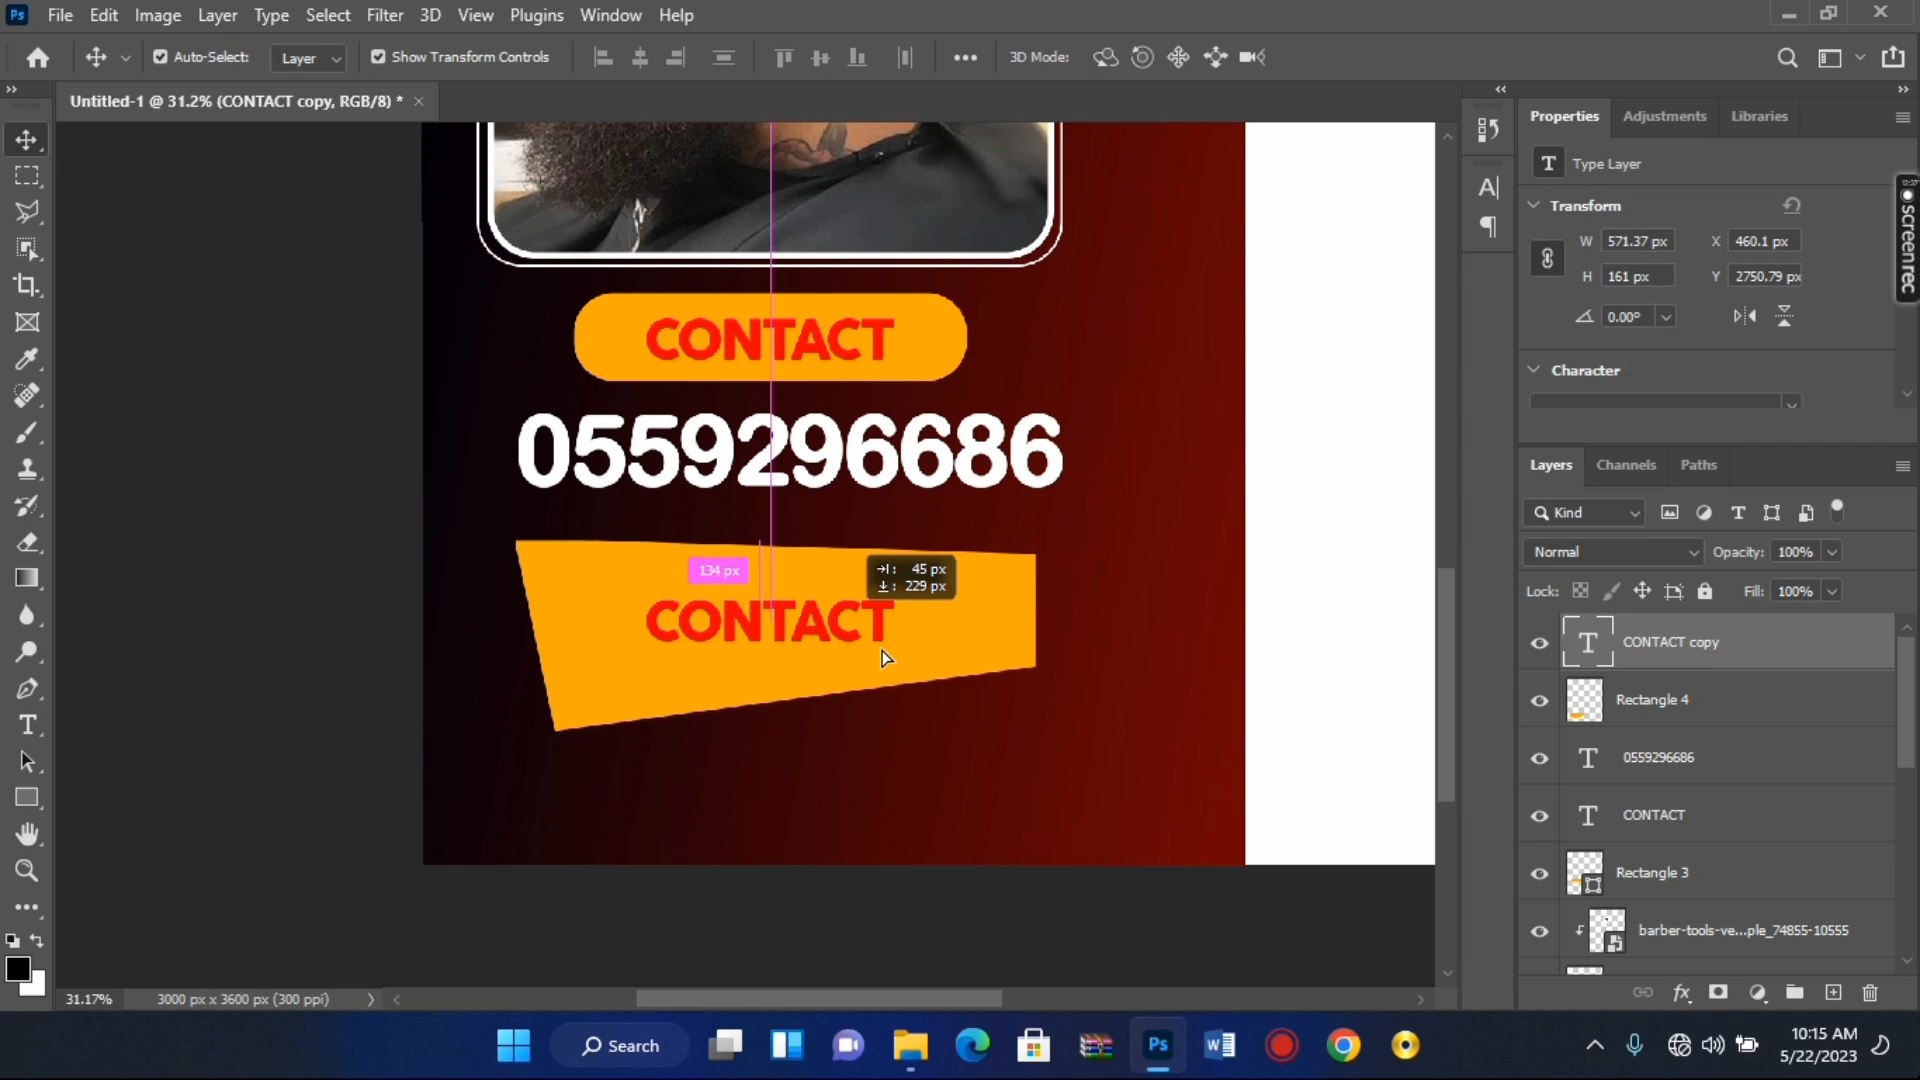 Ps File Edit Image Layer Type Select Filter 3D View Plugins Window Help
Auto-Select: Layer Show Transform Controls 3D Mode:
Untitled-1 @ 31.2% (CONTACT copy, RGB/8) *
CONTACT
0559296686
134 px
45 px
229 px
CONTACT
31.17% 3000 px x 3600 px (300 ppi)
Properties Adjustments Libraries
T Type Layer
Transform
W 571.37 px X 460.1 px
H 161 px Y 2750.79 px
0.00°
Character
screenrec
Layers Channels Paths
Kind
Normal Opacity: 100%
Lock: Fill: 100%
T CONTACT copy
Rectangle 4
T 0559296686
T CONTACT
Rectangle 3
barber-tools-ve...ple_74855-10555
Search
10:15 AM
5/22/2023